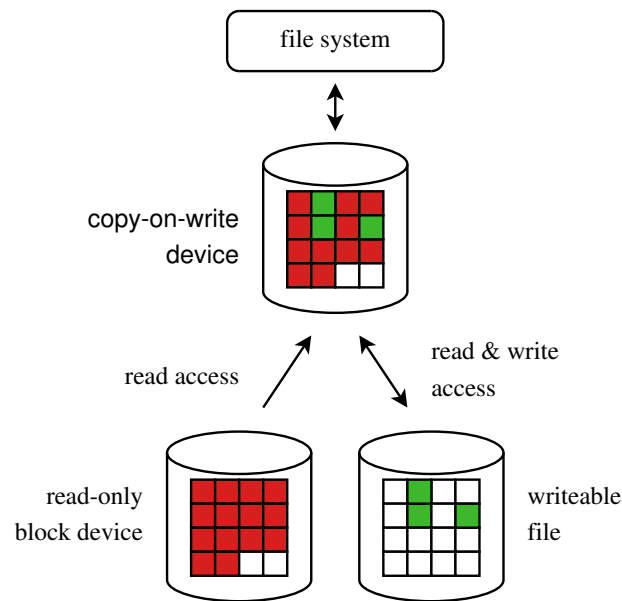 file system
copy-on-write
device
read access
read & write
access
read-only
block device
writeable
file